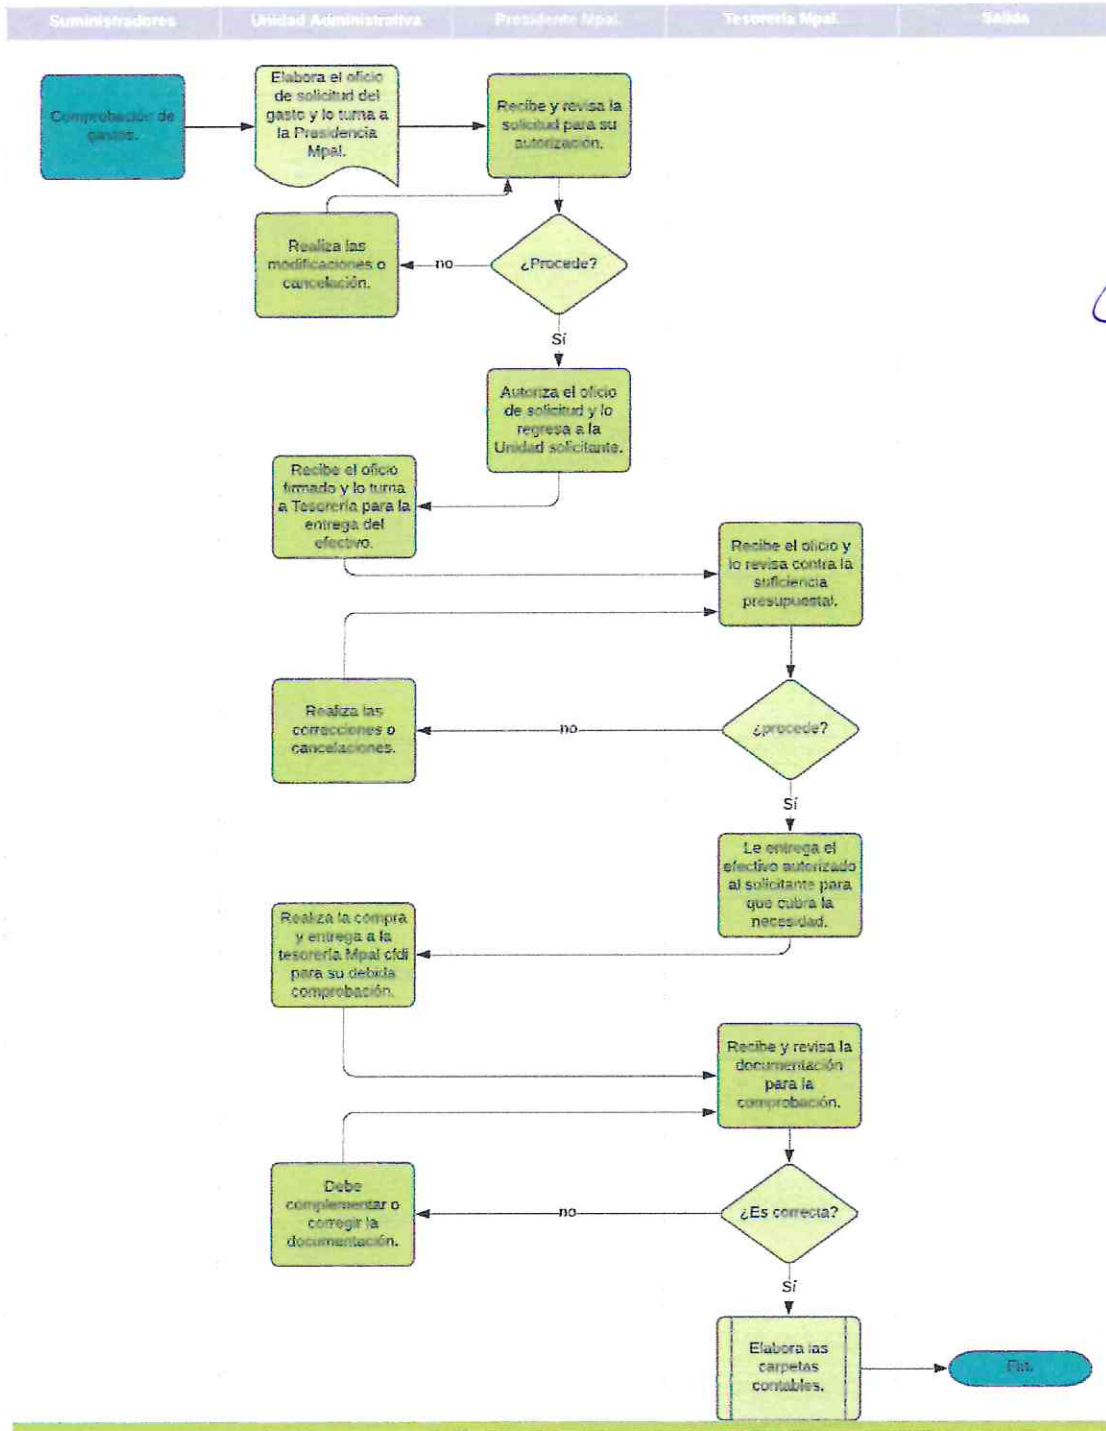 Suministradores
Unidad Administrativa
Presidente Mpal.
Tesorería Mpal.
Salida
Comprobación de
gastos.
Elabora el oficio
de solicitud del
gasto y lo turna a
la Presidencia
Mpal.
Recibe y revisa la
solicitud para su
autorización.
Realiza las
modificaciones o
cancelación.
no
¿Procede?
Sí
Autoriza el oficio
de solicitud y lo
regresa a la
Unidad solicitante.
Recibe el oficio
firmado y lo turna
a Tesorería para la
entrega del
efectivo.
Recibe el oficio y
lo revisa contra la
suficiencia
presupuestal.
Realiza las
correcciones o
cancelaciones.
no
¿procede?
Sí
Le entrega el
efectivo autorizado
al solicitante para
que cubra la
necesidad.
Realiza la compra
y entrega a la
tesorería Mpal cfdi
para su debida
comprobación.
Recibe y revisa la
documentación
para la
comprobación.
Debe
complementar o
corregir la
documentación.
no
¿Es correcta?
Sí
Elabora las
carpetas
contables.
Fin.